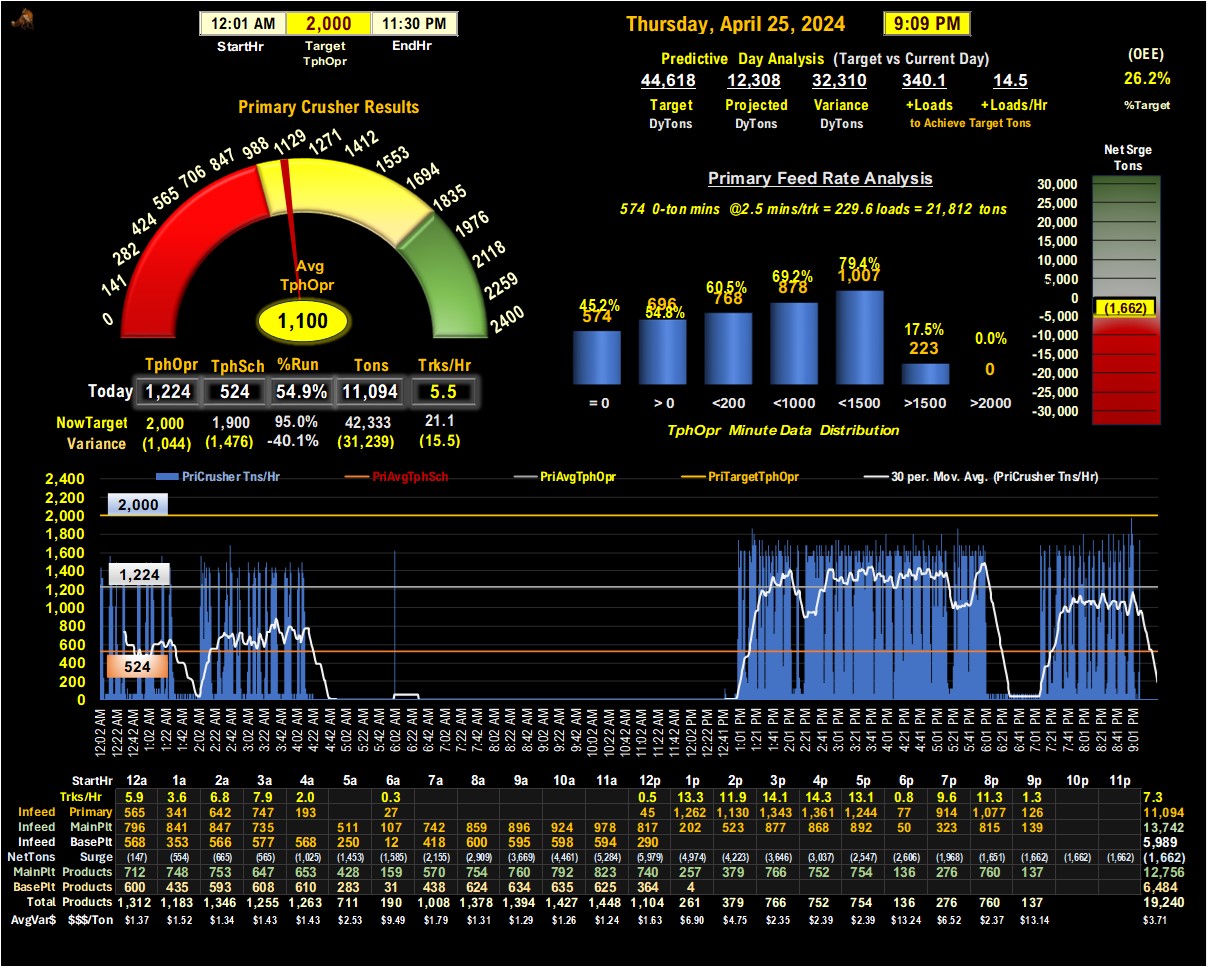 12:01 AM 2,000 11:30 PM
StartHr Target EndHr
TphOpr
Thursday, April 25, 2024 9:09 PM
Predictive Day Analysis (Target vs Current Day)
44,618 12,308 32,310 340.1 14.5
Target Projected Variance +Loads +Loads/Hr
DyTons DyTons DyTons to Achieve Target Tons
(OEE)
26.2%
%Target
Primary Crusher Results
0 141 282 424 565 706 847 988 1129 1271 1412 1553 1694 1835 1976 2118 2259 2400
Avg
TphOpr
1,100
TphOpr TphSch %Run Tons Trks/Hr
Today 1,224 524 54.9% 11,094 5.5
NowTarget 2,000 1,900 95.0% 42,333 21.1
Variance (1,044) (1,476) -40.1% (31,239) (15.5)
Primary Feed Rate Analysis
574 0-ton mins @2.5 mins/trk = 229.6 loads = 21,812 tons
45.2% 54.8% 60.5% 69.2% 79.4% 17.5% 0.0%
574 696 768 878 1,007 223 0
= 0 > 0 <200 <1000 <1500 >1500 >2000
TphOpr Minute Data Distribution
NetSrge
Tons
30,000
25,000
20,000
15,000
10,000
5,000
0
(1,662)
-5,000
-10,000
-15,000
-20,000
-25,000
-30,000
PriCrusher Tns/Hr PriAvgTphSch PriAvgTphOpr PriTargetTphOpr 30 per. Mov. Avg. (PriCrusher Tns/Hr)
2,400
2,200
2,000
1,800
1,600
1,400
1,200
1,000
800
600
400
200
0
2,000
1,224
524
12:02 AM 12:22 AM 12:42 AM 1:02 AM 1:22 AM 1:42 AM 2:02 AM 2:22 AM 2:42 AM 3:02 AM 3:22 AM 3:42 AM 4:02 AM 4:22 AM 4:42 AM 5:02 AM 5:22 AM 5:42 AM 6:02 AM 6:22 AM 6:42 AM 7:02 AM 7:22 AM 7:42 AM 8:02 AM 8:22 AM 8:42 AM 9:02 AM 9:22 AM 9:42 AM 10:02 AM 10:22 AM 10:42 AM 11:02 AM 11:22 AM 11:42 AM 12:02 PM 12:22 PM 12:41 PM 1:01 PM 1:21 PM 1:41 PM 2:01 PM 2:21 PM 2:41 PM 3:01 PM 3:21 PM 3:41 PM 4:01 PM 4:21 PM 4:41 PM 5:01 PM 5:21 PM 5:41 PM 6:01 PM 6:21 PM 6:41 PM 7:01 PM 7:21 PM 7:41 PM 8:01 PM 8:21 PM 8:41 PM 9:01 PM
StartHr 12a 1a 2a 3a 4a 5a 6a 7a 8a 9a 10a 11a 12p 1p 2p 3p 4p 5p 6p 7p 8p 9p 10p 11p
Trks/Hr 5.9 3.6 6.8 7.9 2.0 0.3 0.5 13.3 11.9 14.1 14.3 13.1 0.8 9.6 11.3 1.3 7.3
Infeed Primary 565 341 642 747 193 27 45 1,262 1,130 1,343 1,361 1,244 77 914 1,077 126 11,094
Infeed MainPlt 796 841 847 735 511 107 742 859 896 924 978 817 202 523 877 868 892 50 323 815 139 13,742
Infeed BasePlt 568 353 566 577 568 250 12 418 600 595 598 594 290 5,989
NetTons Surge (147) (554) (665) (565) (1,025) (1,453) (1,585) (2,155) (2,909) (3,669) (4,461) (5,284) (5,979) (4,974) (4,223) (3,646) (3,037) (2,547) (2,606) (1,968) (1,651) (1,662) (1,662) (1,662) (1,662)
MainPlt Products 712 748 753 647 653 428 159 570 754 760 792 823 740 257 379 766 752 754 136 276 760 137 12,756
BasePlt Products 600 435 593 608 610 283 31 438 624 634 635 625 364 4 6,484
Total Products 1,312 1,183 1,346 1,255 1,263 711 190 1,008 1,378 1,394 1,427 1,448 1,104 261 379 766 752 754 136 276 760 137 19,240
AvgVar$ $$$/Ton $1.37 $1.52 $1.34 $1.43 $1.43 $2.53 $9.49 $1.79 $1.31 $1.29 $1.26 $1.24 $1.63 $6.90 $4.75 $2.35 $2.39 $2.39 $13.24 $6.52 $2.37 $13.14 $3.71